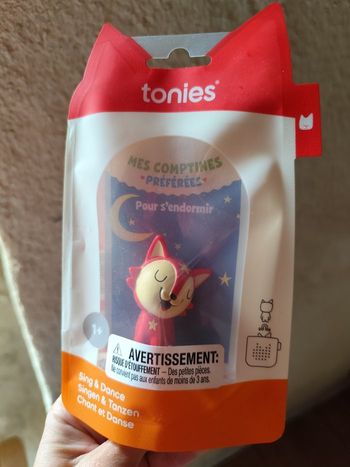 tonies®
MES COMPTINES
PRÉFÉRÉES
Pour s'endormir
1+
AVERTISSEMENT:
RISQUE D'ÉTOUFFEMENT – Des petites pièces.
Ne convient pas aux enfants de moins de 3 ans.
Sing & Dance
Singen & Tanzen
Chant et Danse